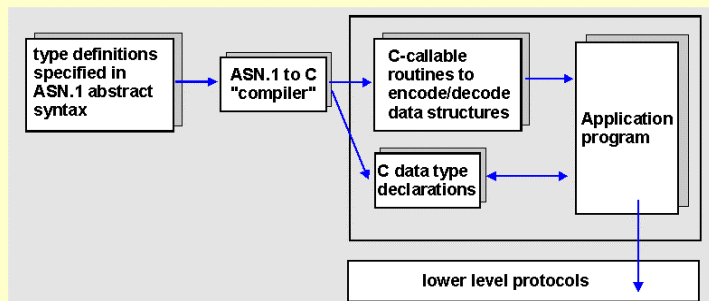 type definitions
specified in
ASN.1 abstract
syntax
ASN.1 to C
"compiler"
C-callable
routines to
encode/decode
data structures
C data type
declarations
Application
program
lower level protocols